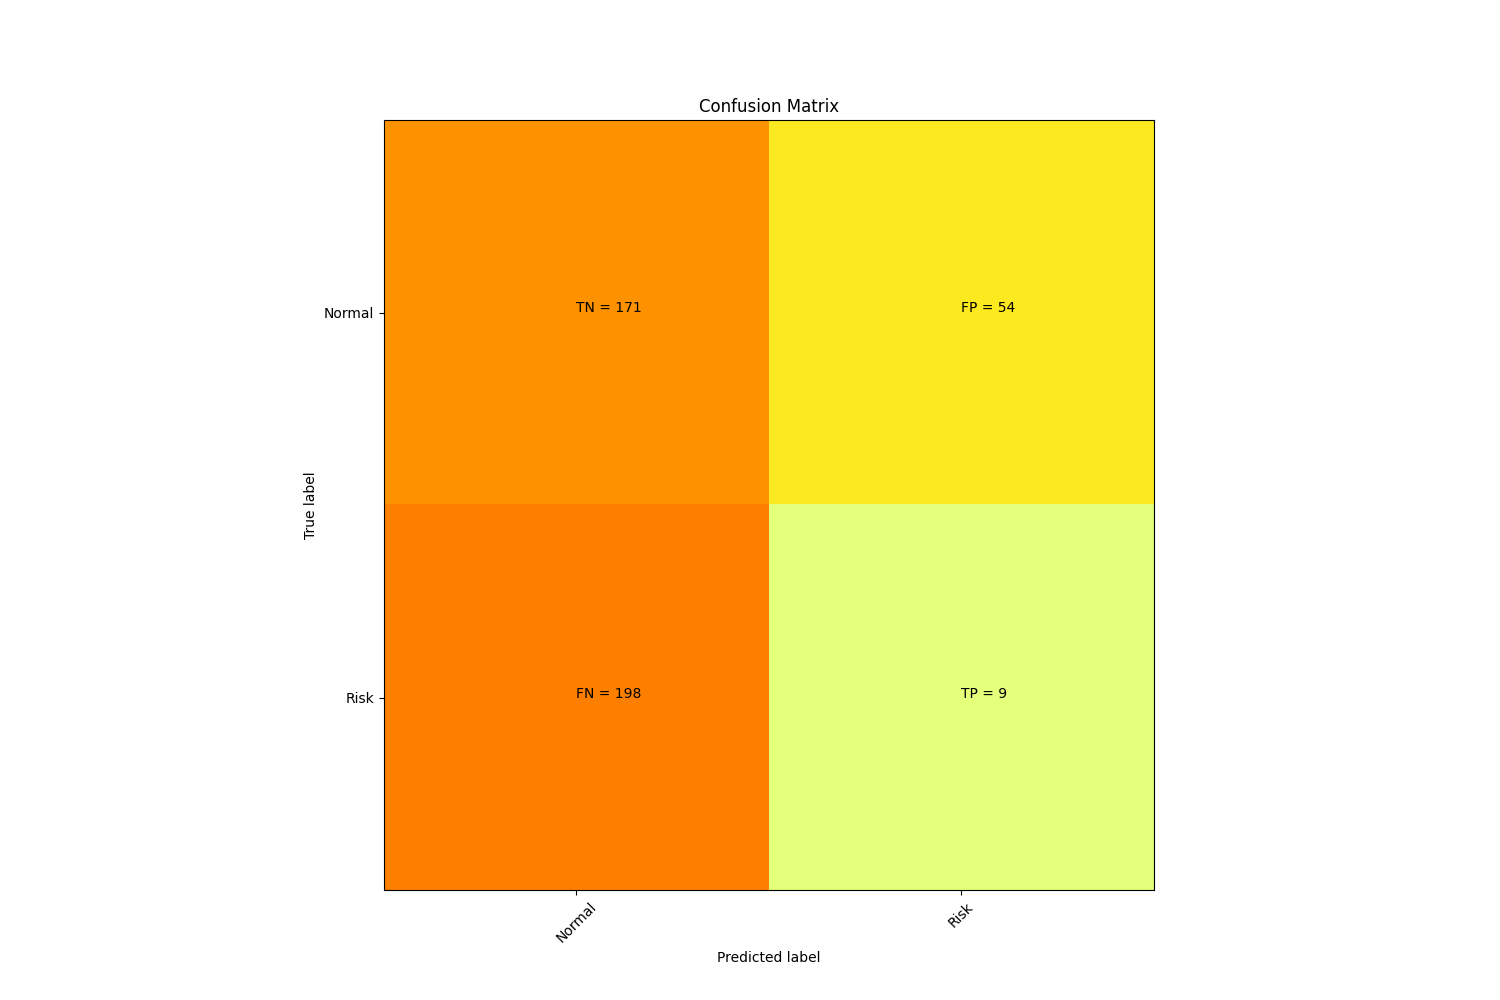 Confusion Matrix
Normal
TN = 171
FP = 54
True label
Risk
FN = 198
TP = 9
Normal
Risk
Predicted label